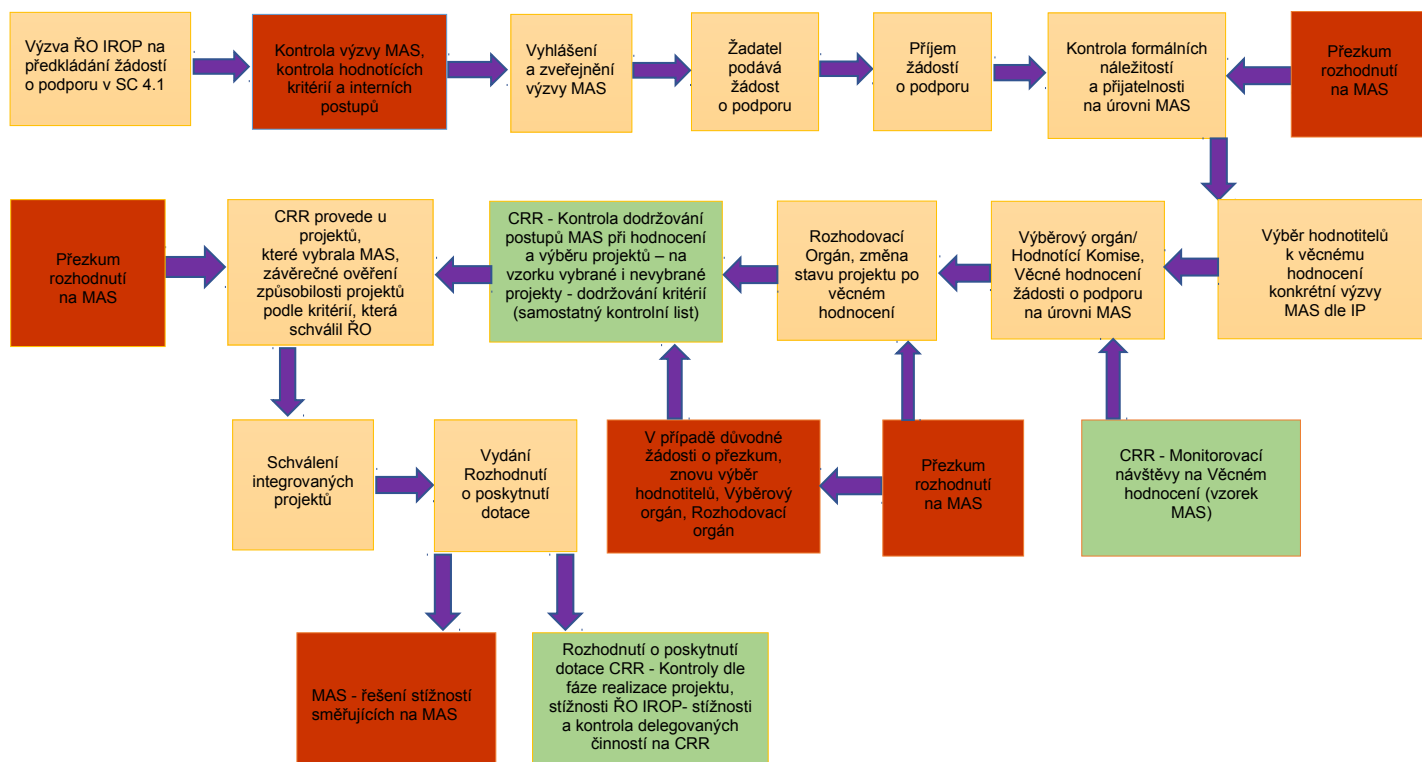 Výzva ŘO IROP na
předkládání žádostí
o podporu v SC 4.1
Kontrola výzvy MAS,
kontrola hodnotících
kritérií a interních
postupů
Vyhlášení
a zveřejnění
výzvy MAS
Žadatel
podává
žádost
o podporu
Příjem
žádostí
o podporu
Kontrola formálních
náležitostí
a přijatelnosti
na úrovni MAS
Přezkum
rozhodnutí
na MAS
Přezkum
rozhodnutí
na MAS
CRR provede u
projektů,
které vybrala MAS,
závěrečné ověření
způsobilosti projektů
podle kritérií, která
schválil ŘO
CRR - Kontrola dodržování
postupů MAS při hodnocení
a výběru projektů – na
vzorku vybrané i nevybrané
projekty - dodržování kritérií
(samostatný kontrolní list)
Rozhodovací
Orgán, změna
stavu projektu po
věcném
hodnocení
Výběrový orgán/
Hodnotící Komise,
Věcné hodnocení
žádosti o podporu
na úrovni MAS
Výběr hodnotitelů
k věcnému
hodnocení
konkrétní výzvy
MAS dle IP
Schválení
integrovaných
projektů
Vydání
Rozhodnutí
o poskytnutí
dotace
V případě důvodné
žádosti o přezkum,
znovu výběr
hodnotitelů, Výběrový
orgán, Rozhodovací
orgán
Přezkum
rozhodnutí
na MAS
CRR - Monitorovací
návštěvy na Věcném
hodnocení (vzorek
MAS)
MAS - řešení stížností
směřujících na MAS
Rozhodnutí o poskytnutí
dotace CRR - Kontroly dle
fáze realizace projektu,
stížnosti ŘO IROP- stížnosti
a kontrola delegovaných
činností na CRR